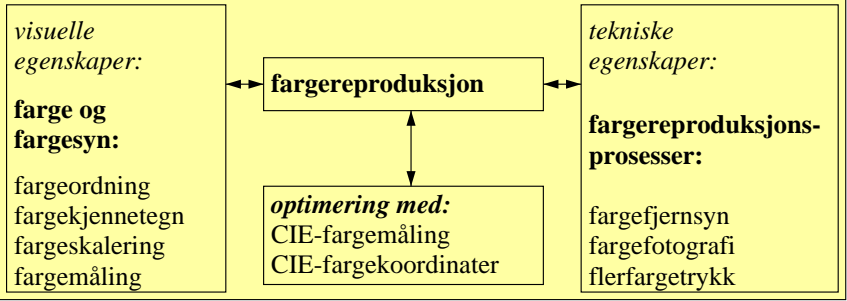 visuelle
egenskaper:
farge og
fargesyn:
fargeordning
fargekjennetegn
fargeskalering
fargemåling
fargereproduksjon
optimering med:
CIE-fargemåling
CIE-fargekoordinater
tekniske
egenskaper:
fargereproduksjons-
prosesser:
fargefjernsyn
fargefotografi
flerfargetrykk